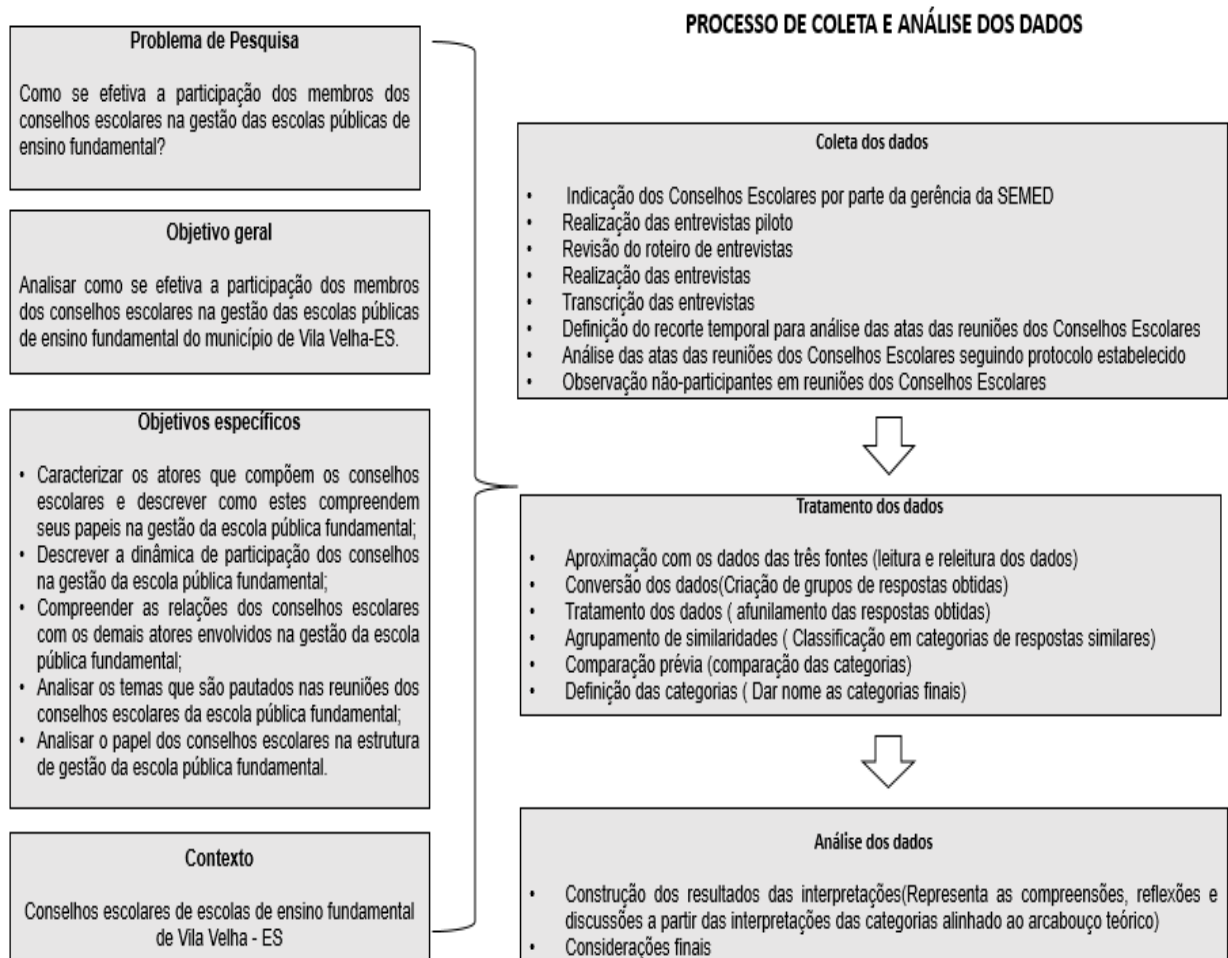 PROCESSO DE COLETA E ANÁLISE DOS DADOS
Problema de Pesquisa
Como se efetiva a participação dos membros dos
conselhos escolares na gestão das escolas públicas de
ensino fundamental?
Objetivo geral
Analisar como se efetiva a participação dos membros
dos conselhos escolares na gestão das escolas públicas
de ensino fundamental do município de Vila Velha-ES.
Objetivos específicos
• Caracterizar os atores que compõem os conselhos
escolares e descrever como estes compreendem
seus papeis na gestão da escola pública fundamental;
• Descrever a dinâmica de participação dos conselhos
na gestão da escola pública fundamental;
• Compreender as relações dos conselhos escolares
com os demais atores envolvidos na gestão da escola
pública fundamental;
• Analisar os temas que são pautados nas reuniões dos
conselhos escolares da escola pública fundamental;
• Analisar o papel dos conselhos escolares na estrutura
de gestão da escola pública fundamental.
Contexto
Conselhos escolares de escolas de ensino fundamental
de Vila Velha - ES
Coleta dos dados
• Indicação dos Conselhos Escolares por parte da gerência da SEMED
• Realização das entrevistas piloto
• Revisão do roteiro de entrevistas
• Realização das entrevistas
• Transcrição das entrevistas
• Definição do recorte temporal para análise das atas das reuniões dos Conselhos Escolares
• Análise das atas das reuniões dos Conselhos Escolares seguindo protocolo estabelecido
• Observação não-participantes em reuniões dos Conselhos Escolares
Tratamento dos dados
• Aproximação com os dados das três fontes (leitura e releitura dos dados)
• Conversão dos dados(Criação de grupos de respostas obtidas)
• Tratamento dos dados ( afunilamento das respostas obtidas)
• Agrupamento de similaridades ( Classificação em categorias de respostas similares)
• Comparação prévia (comparação das categorias)
• Definição das categorias ( Dar nome as categorias finais)
Análise dos dados
• Construção dos resultados das interpretações(Representa as compreensões, reflexões e
discussões a partir das interpretações das categorias alinhado ao arcabouço teórico)
• Considerações finais